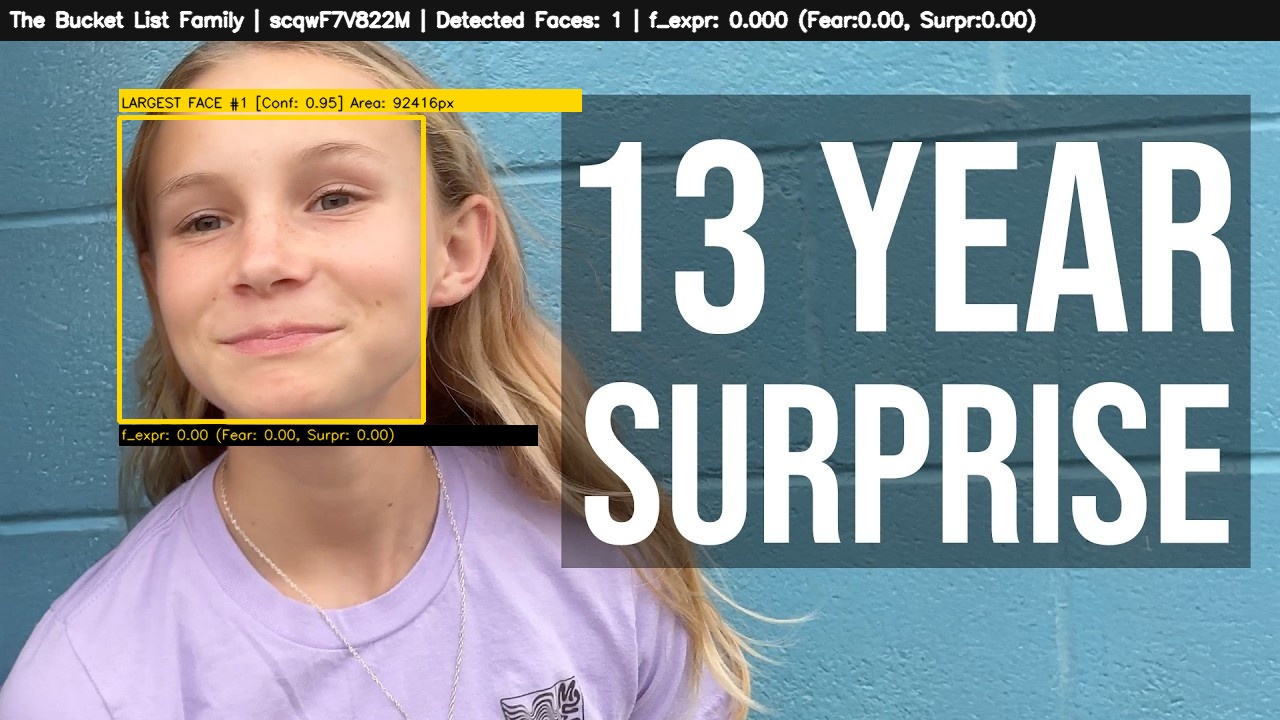 The Bucket List Family | scqwF7V822M | Detected Faces: 1 | f_expr: 0.000 (Fear:0.00, Surpr:0.00)
LARGEST FACE #1 [Conf: 0.95] Area: 92416px
13 YEAR
SURPRISE
f_expr: 0.00 (Fear: 0.00, Surpr: 0.00)